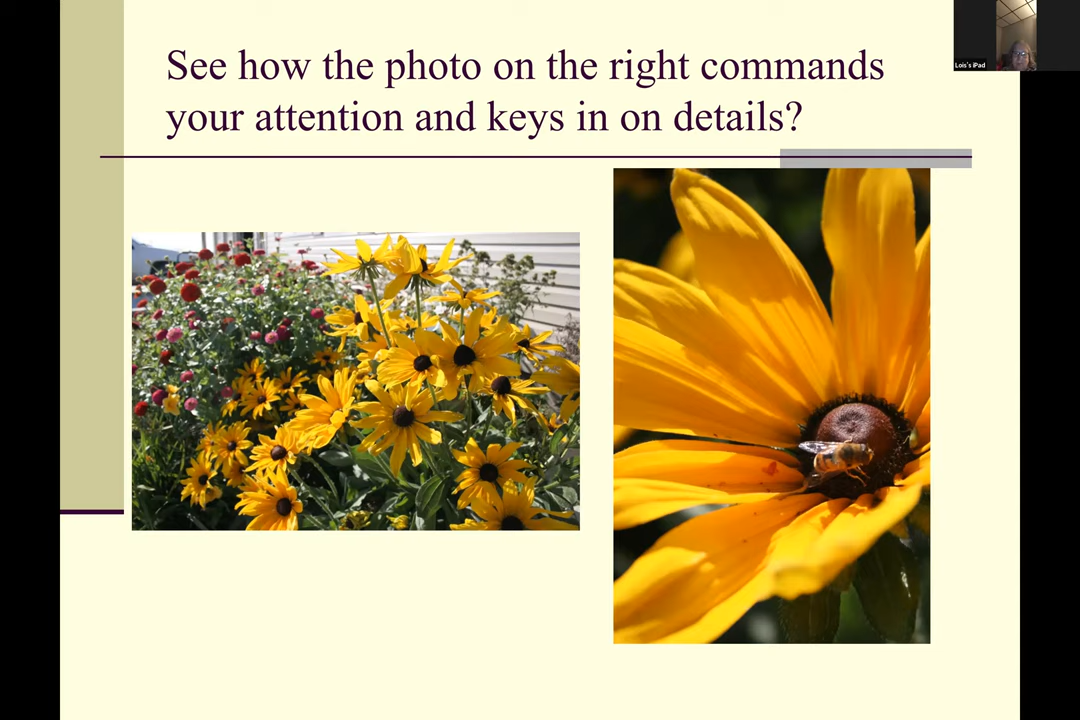 See how the photo on the right commands
your attention and keys in on details?
Lois's iPad